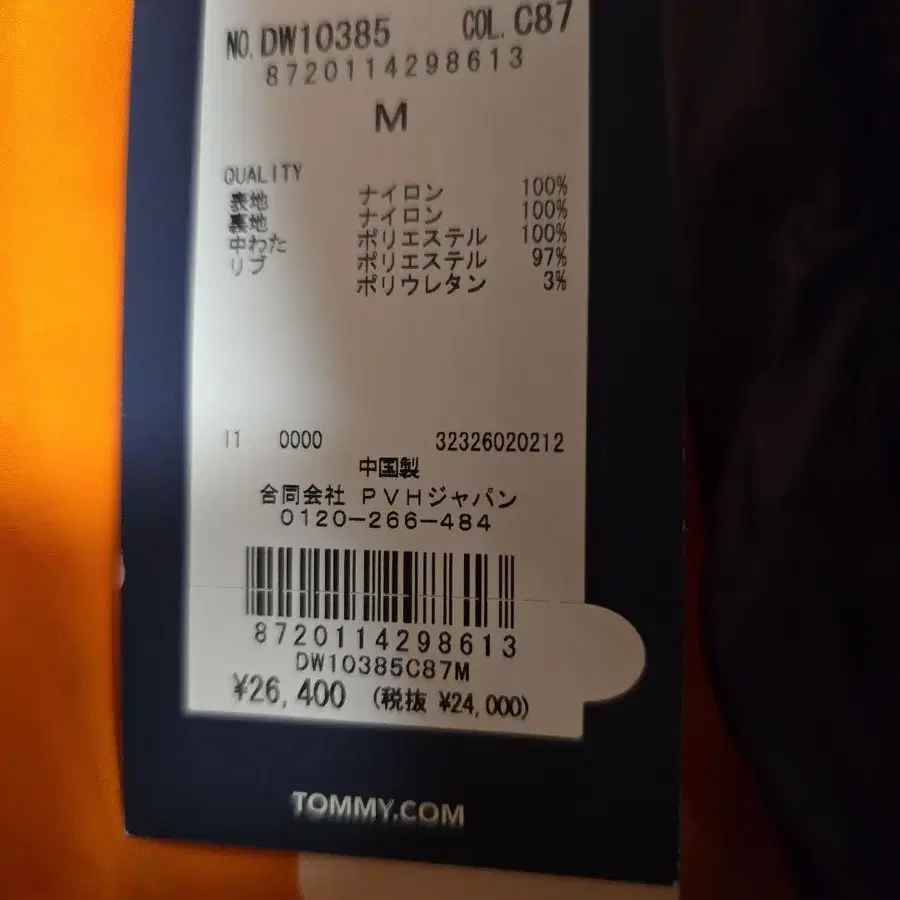 NO. DW10385 COL. C87
8720114298613
M
QUALITY
表地 ナイロン 100%
裏地 ナイロン 100%
中わた ポリエステル 100%
リブ ポリエステル 97%
ポリウレタン 3%
11 0000 32326020212
中国製
合同会社 PVHジャパン
0120-266-484
8720114298613
DW10385C87M
¥26,400 (税抜 ¥24,000)
TOMMY.COM